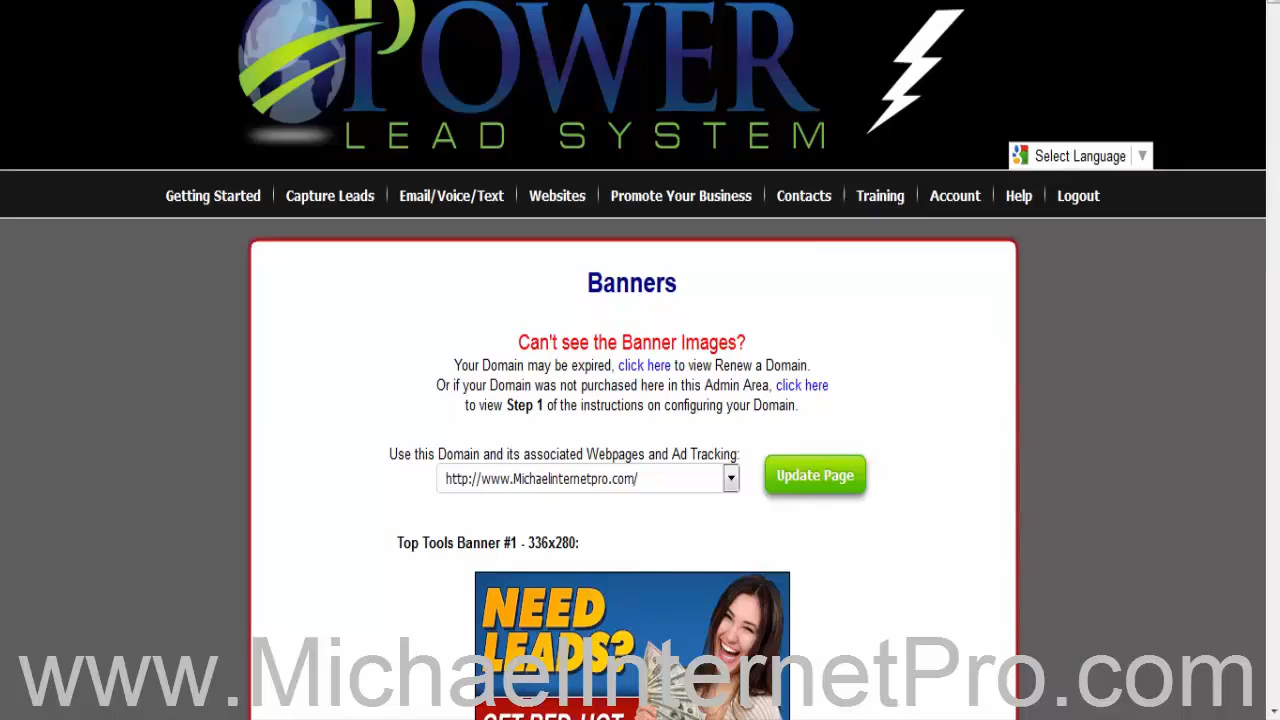 POWER
LEAD SYSTEM
Select Language
Getting Started
Capture Leads
Email/Voice/Text
Websites
Promote Your Business
Contacts
Training
Account
Help
Logout
Banners
Can't see the Banner Images?
Your Domain may be expired, click here to view Renew a Domain.
Or if your Domain was not purchased here in this Admin Area, click here
to view Step 1 of the instructions on configuring your Domain.
Use this Domain and its associated Webpages and Ad Tracking:
http://www.Michaelinternetpro.com/
Update Page
Top Tools Banner #1 - 336x280:
NEED
LEADS?
GET RED-HOT
www.MichaelInternetPro.com